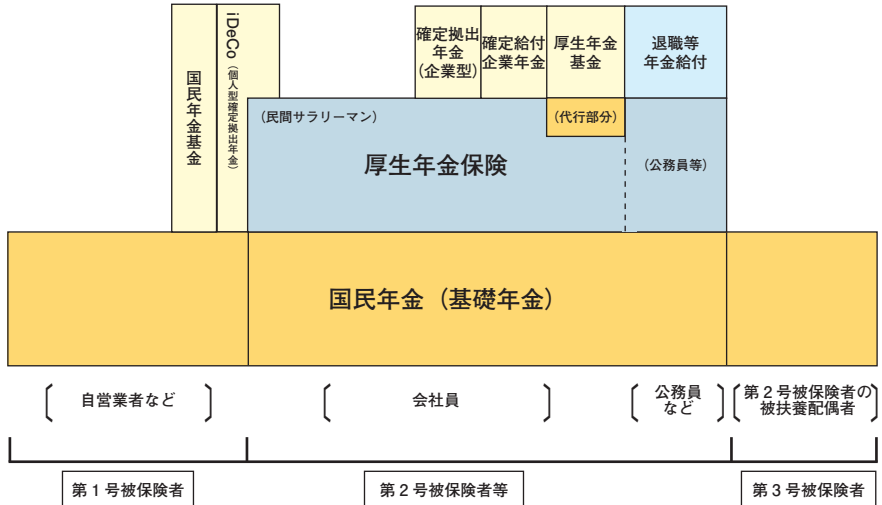 国民年金基金
iDeCo(個人型確定拠出年金)
確定拠出
年金
(企業型)
確定給付
企業年金
厚生年金
基金
退職等
年金給付
(民間サラリーマン)
(代行部分)
厚生年金保険
(公務員等)
国民年金(基礎年金)
自営業者など
会社員
公務員
など
第2号被保険者の
被扶養配偶者
第1号被保険者
第2号被保険者等
第3号被保険者